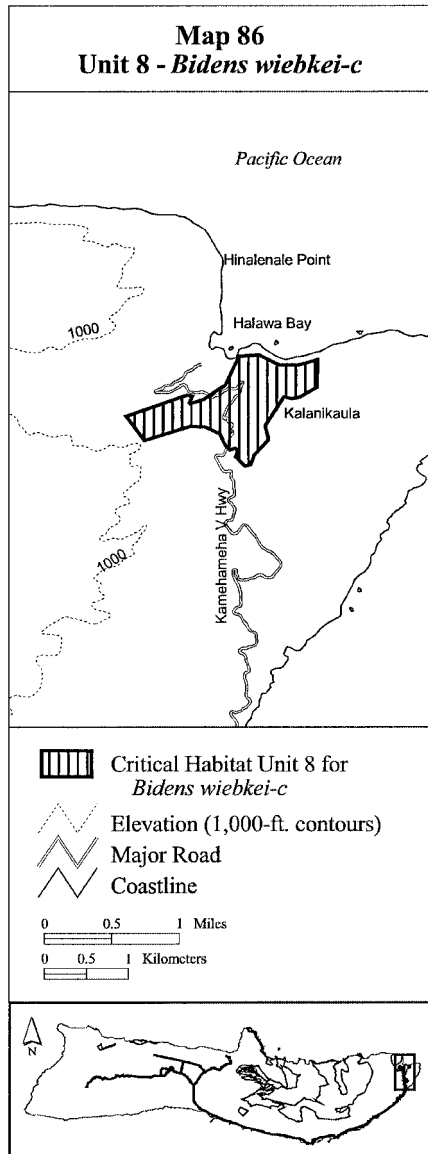 Map 86
Unit 8 - Bidens wiebkei-c
Pacific Ocean
Hinalenale Point
1000
Halawa Bay
Kalanikaula
1000
Kamehameha V Hwy
Critical Habitat Unit 8 for
Bidens wiebkei-c
Elevation (1,000-ft. contours)
Major Road
Coastline
0 0.5 1 Miles
0 0.5 1 Kilometers
N